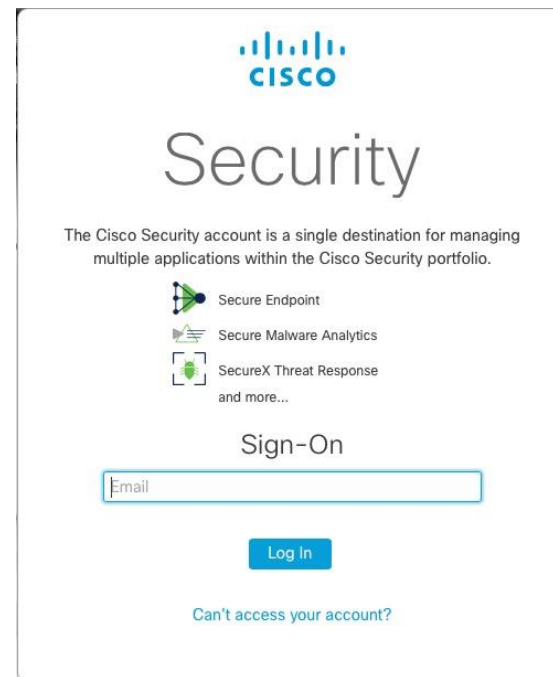 CISCO
Security
The Cisco Security account is a single destination for managing
multiple applications within the Cisco Security portfolio.
Secure Endpoint
Secure Malware Analytics
SecureX Threat Response
and more...
Sign-On
Email
Log In
Can't access your account?